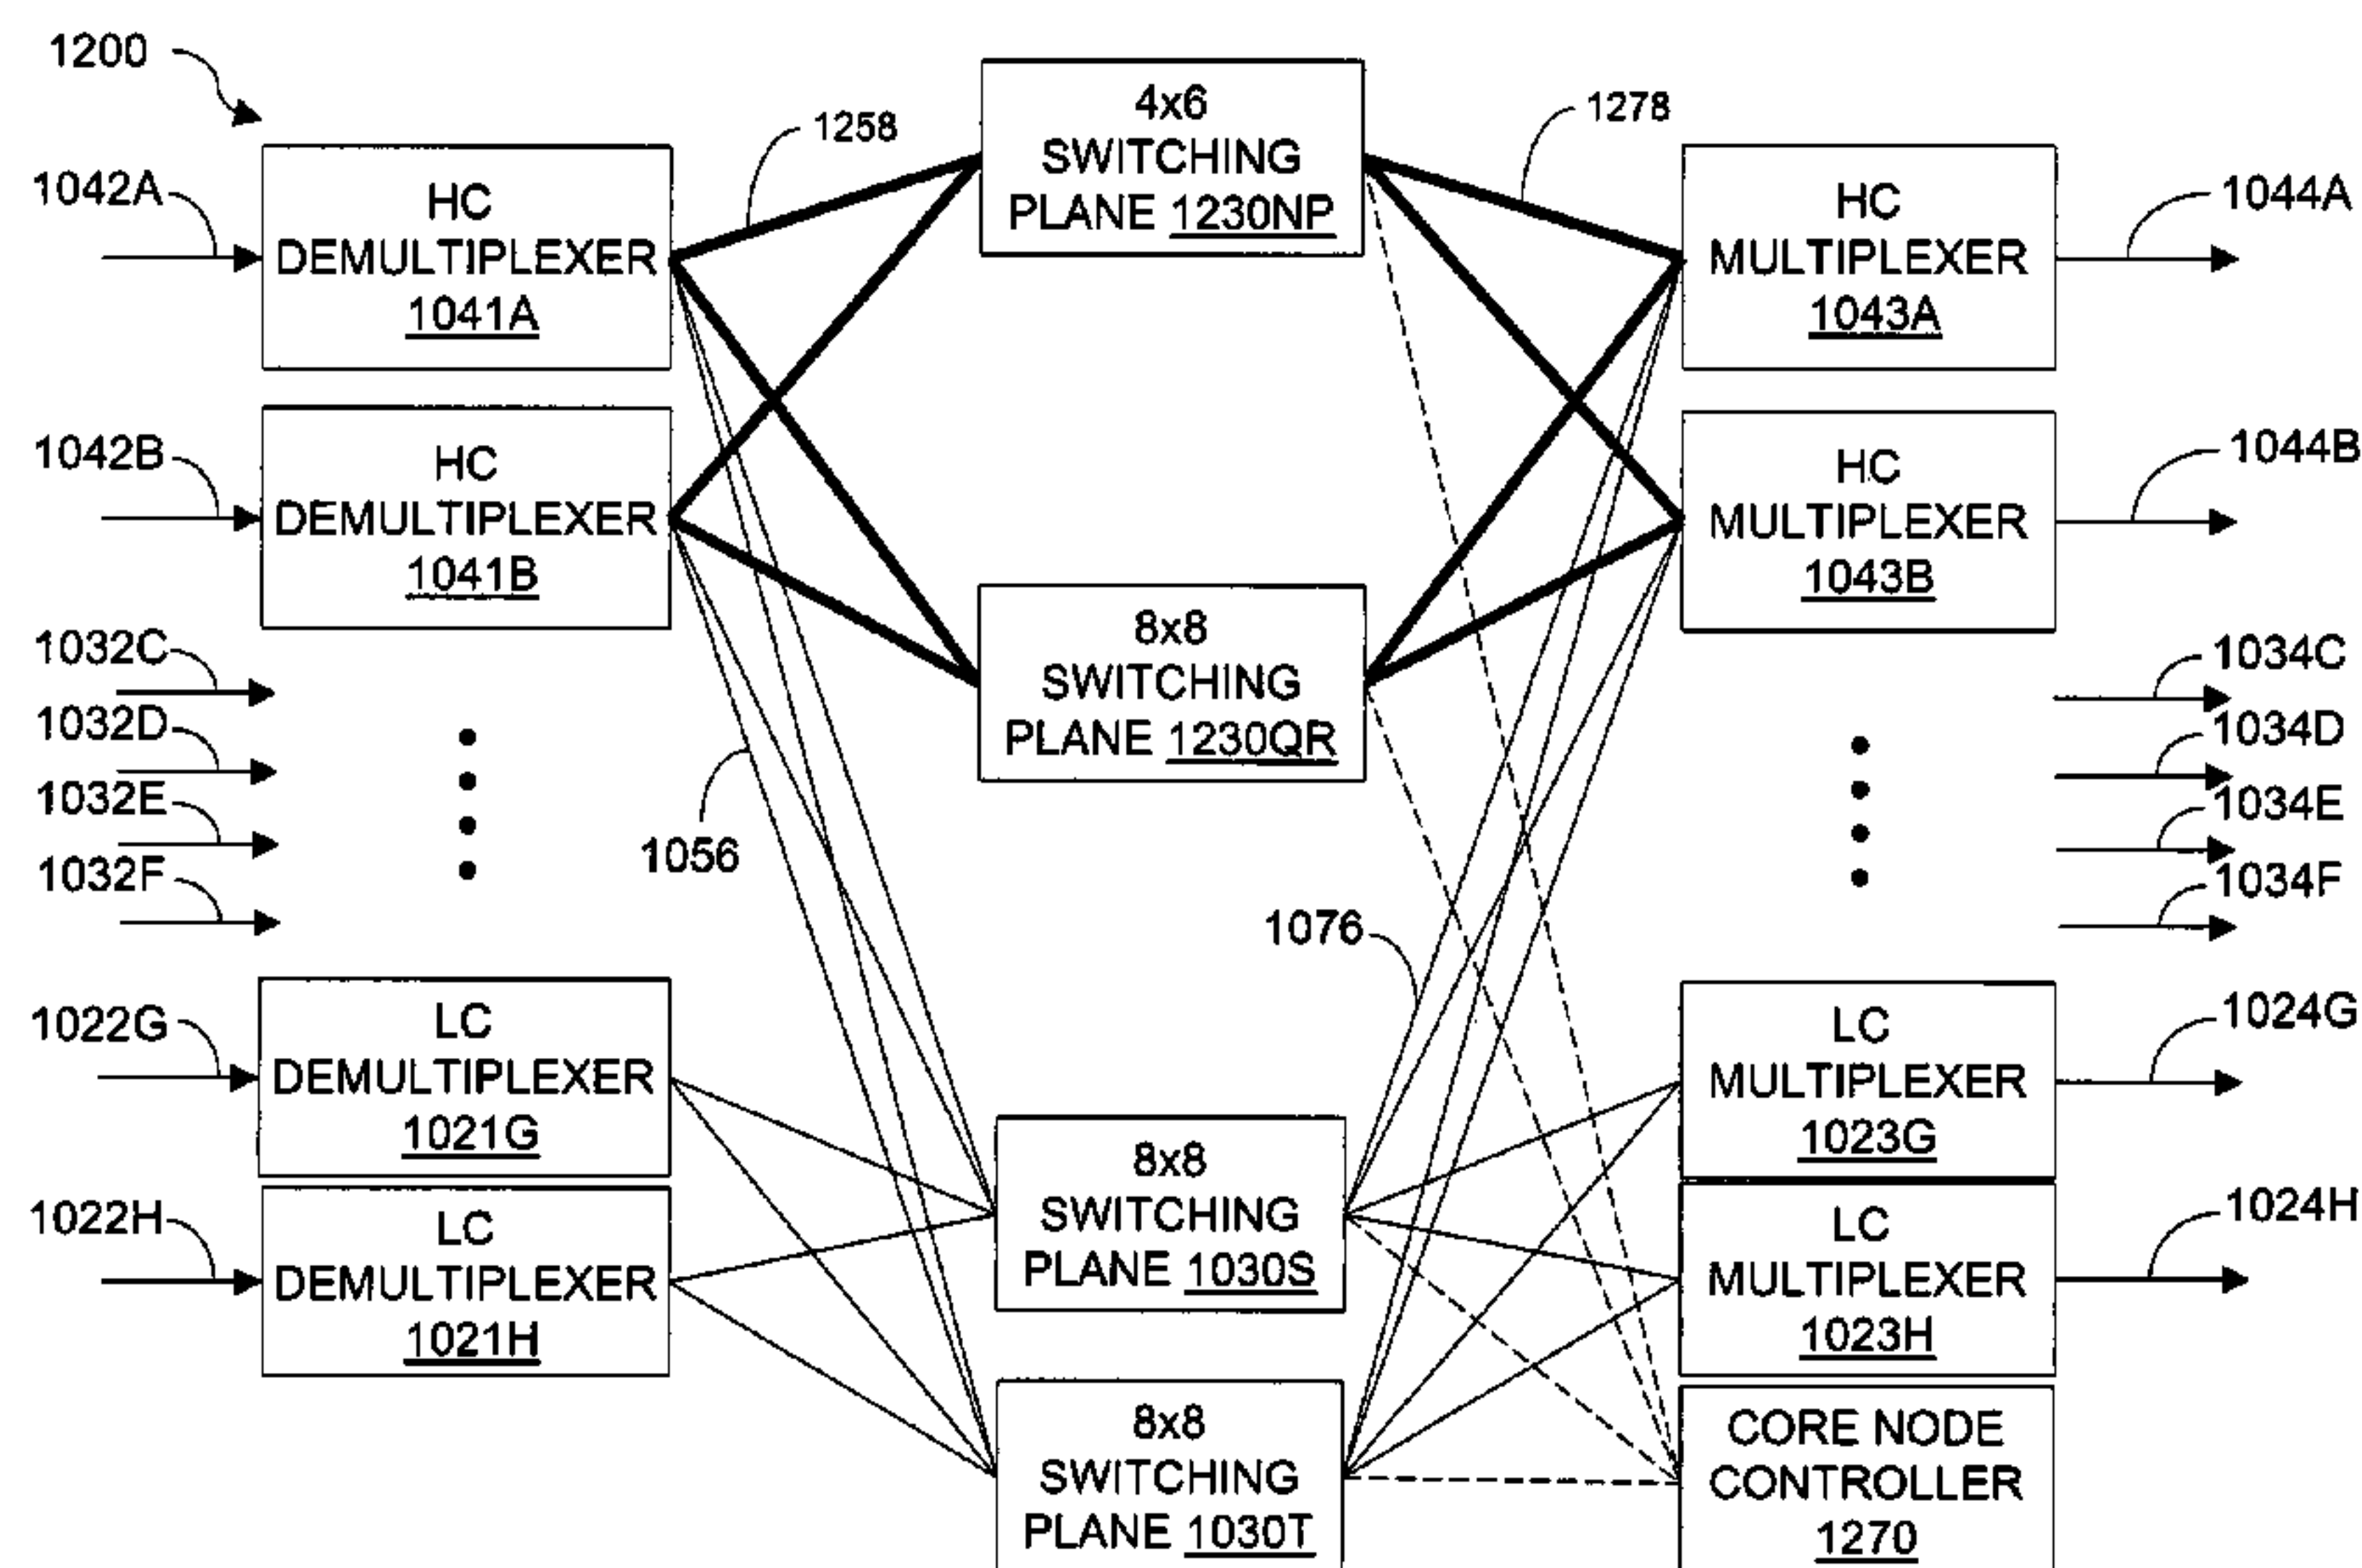 1200
1042A
HC
DEMULTIPLEXER
1041A
1258
4x6
SWITCHING
PLANE 1230NP
1278
HC
MULTIPLEXER
1043A
1044A
1042B
HC
DEMULTIPLEXER
1041B
HC
MULTIPLEXER
1043B
1044B
8x8
SWITCHING
PLANE 1230QR
1032C
1032D
1032E
1032F
1056
1076
1034C
1034D
1034E
1034F
1022G
LC
DEMULTIPLEXER
1021G
LC
MULTIPLEXER
1023G
1024G
1022H
LC
DEMULTIPLEXER
1021H
8x8
SWITCHING
PLANE 1030S
LC
MULTIPLEXER
1023H
1024H
8x8
SWITCHING
PLANE 1030T
CORE NODE
CONTROLLER
1270